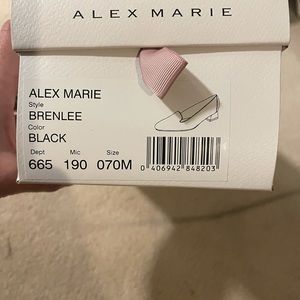 ALEX MARIE
ALEX MARIE
Style
BRENLEE
Color
BLACK
Dept Mic Size
665 190 070M
0 406942 848203